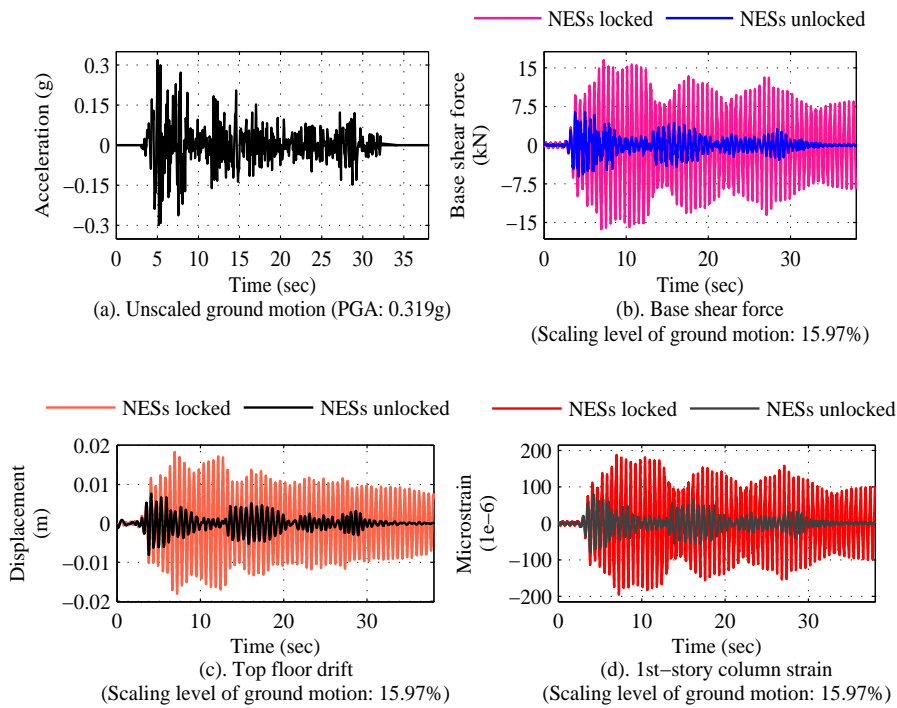 NESs locked NESs unlocked
Acceleration (g)
0.3
0.15
0
−0.15
−0.3
0 5 10 15 20 25 30 35
Time (sec)
(a). Unscaled ground motion (PGA: 0.319g)
Base shear force
(kN)
15
7.5
0
−7.5
−15
0 10 20 30
Time (sec)
(b). Base shear force
(Scaling level of ground motion: 15.97%)
NESs locked NESs unlocked
Displacement
(m)
0.02
0.01
0
−0.01
−0.02
0 10 20 30
Time (sec)
(c). Top floor drift
(Scaling level of ground motion: 15.97%)
NESs locked NESs unlocked
Microstrain
(1e−6)
200
100
0
−100
−200
0 10 20 30
Time (sec)
(d). 1st−story column strain
(Scaling level of ground motion: 15.97%)